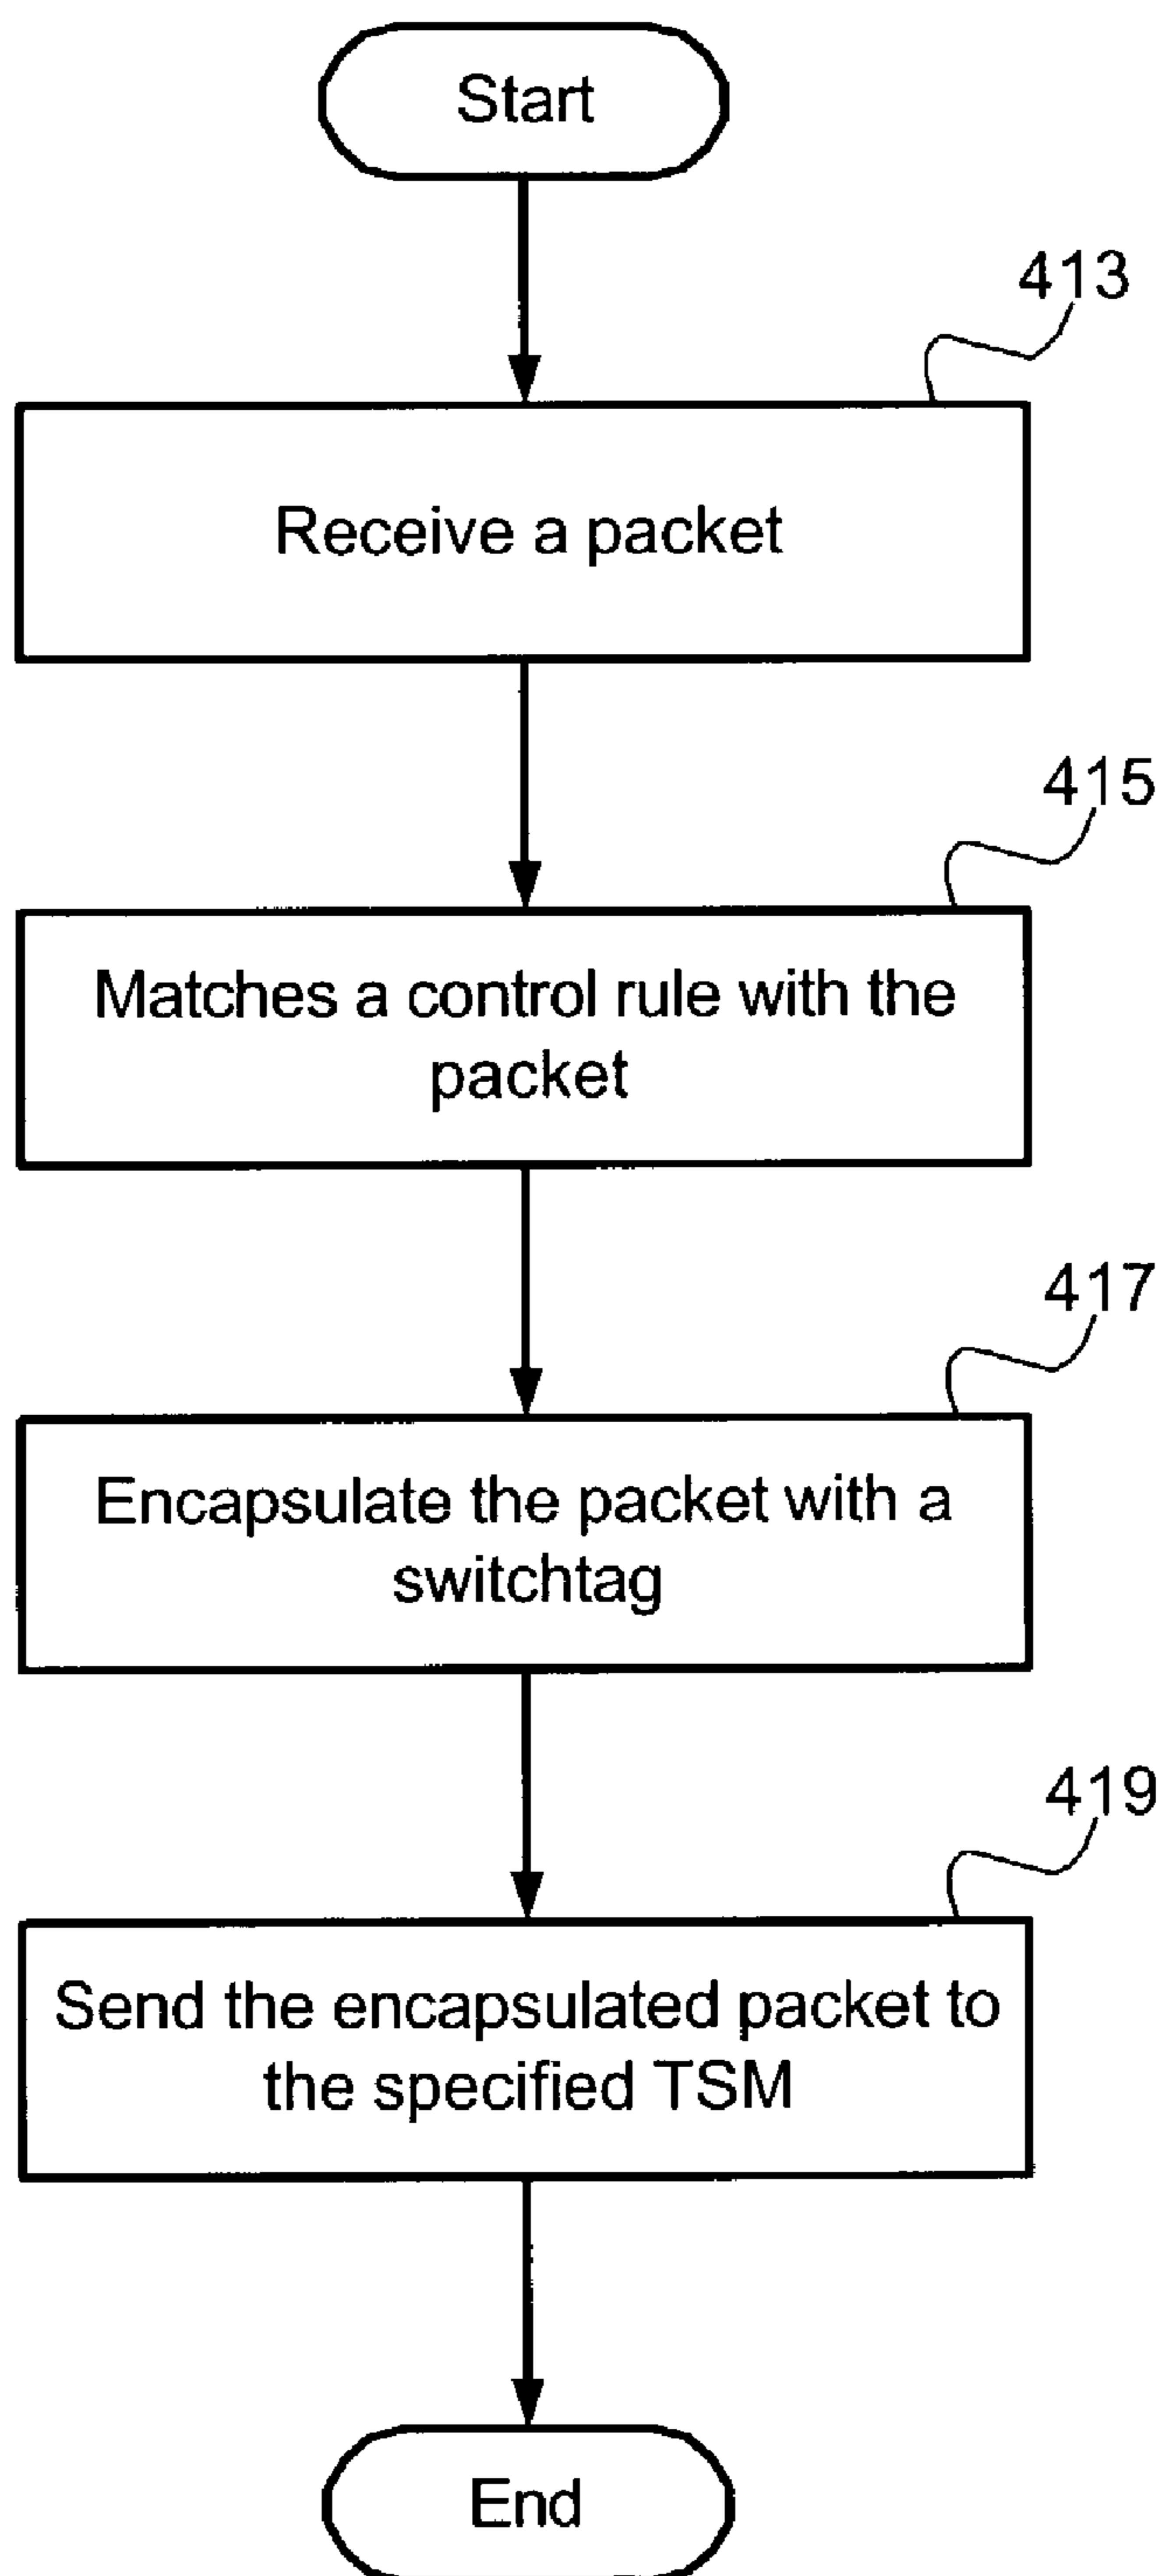 Start
413
Receive a packet
415
Matches a control rule with the
packet
417
Encapsulate the packet with a
switchtag
419
Send the encapsulated packet to
the specified TSM
End